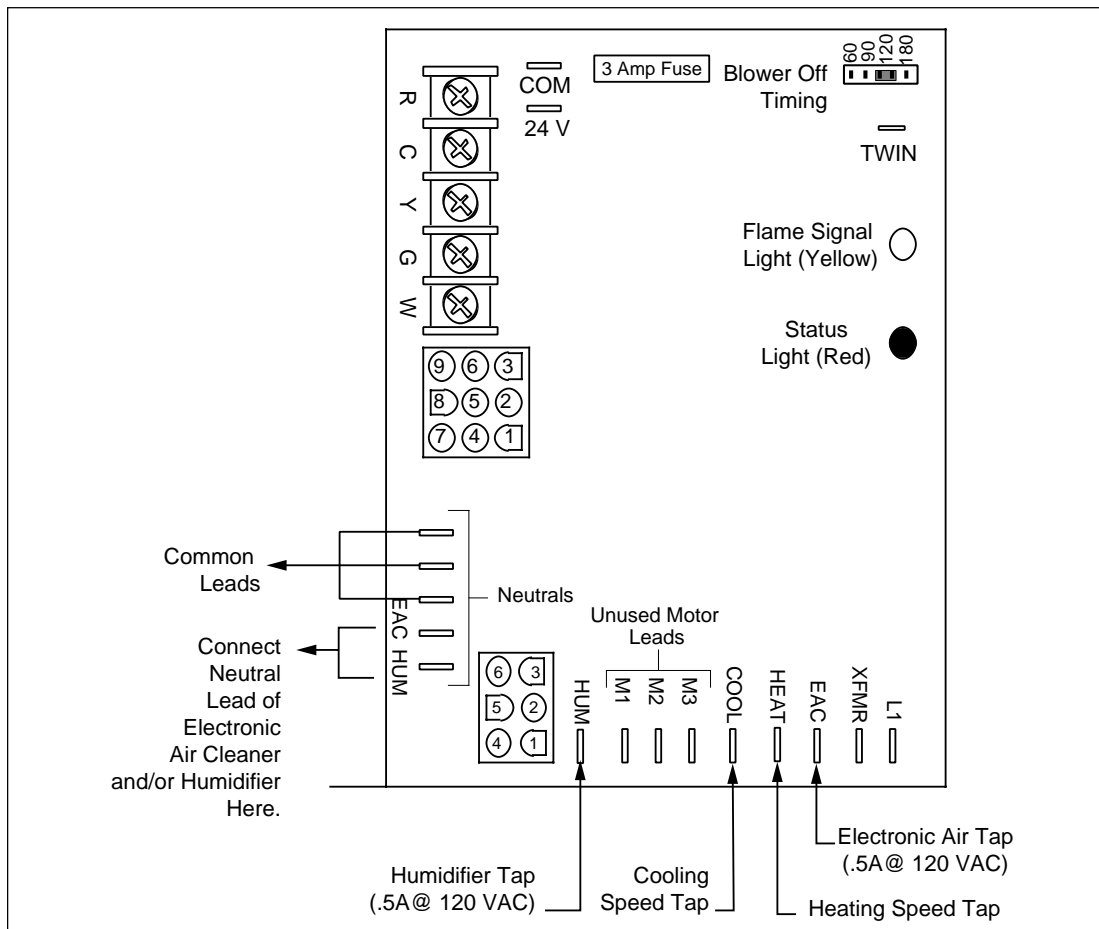 R
C
Y
G
W
COM
24 V
3 Amp Fuse
Blower Off
Timing
60
90
120
180
TWIN
Flame Signal
Light (Yellow)
Status
Light (Red)
9 6 3
8 5 2
7 4 1
Common
Leads
Neutrals
EAC HUM
Connect
Neutral
Lead of
Electronic
Air Cleaner
and/or Humidifier
Here.
6 3
5 2
4 1
Unused Motor
Leads
HUM
M1
M2
M3
COOL
HEAT
EAC
XFMR
L1
Humidifier Tap
(.5A@ 120 VAC)
Cooling
Speed Tap
Electronic Air Tap
(.5A@ 120 VAC)
Heating Speed Tap